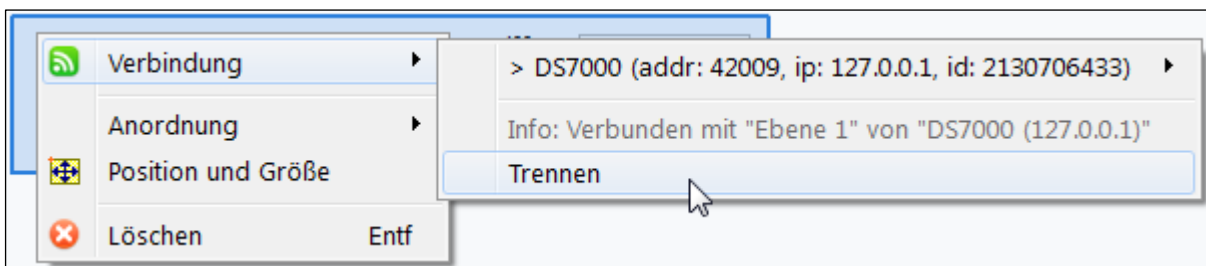 Verbindung
Anordnung
Position und Größe
Löschen Entf
> DS7000 (addr: 42009, ip: 127.0.0.1, id: 2130706433)
Info: Verbunden mit "Ebene 1" von "DS7000 (127.0.0.1)"
Trennen